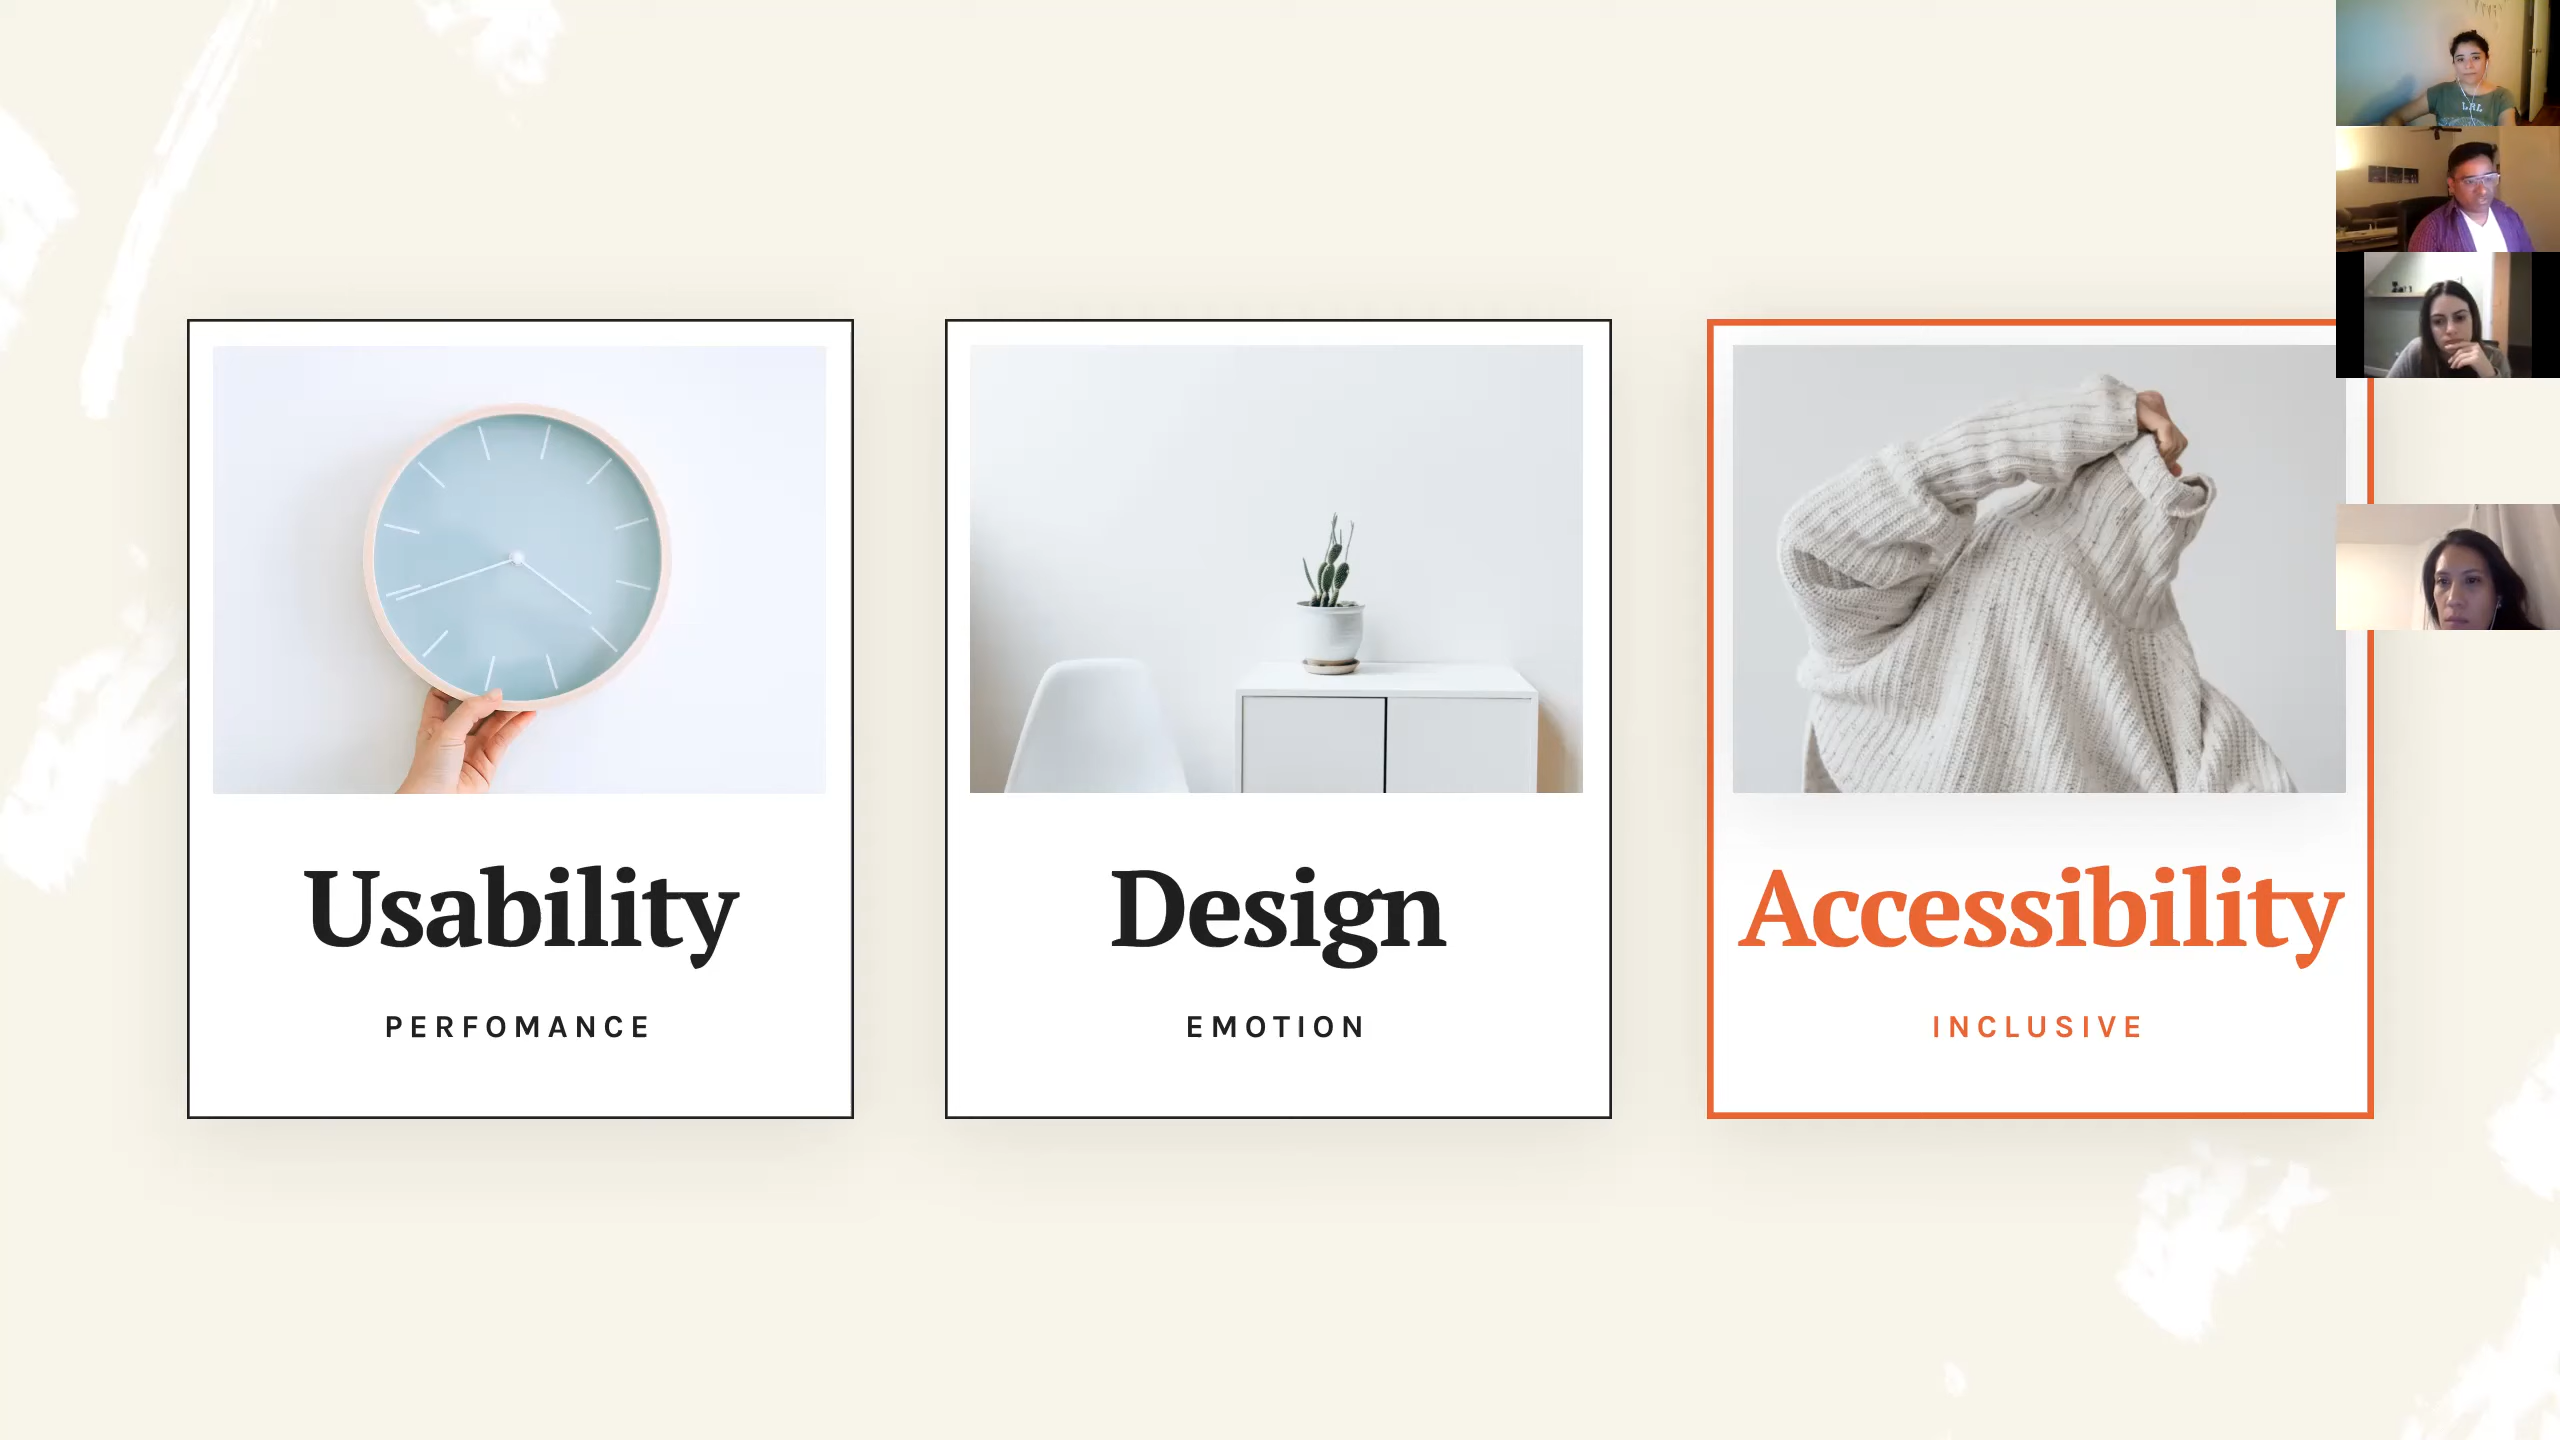 Usability
PERFOMANCE
Design
EMOTION
Accessibility
INCLUSIVE